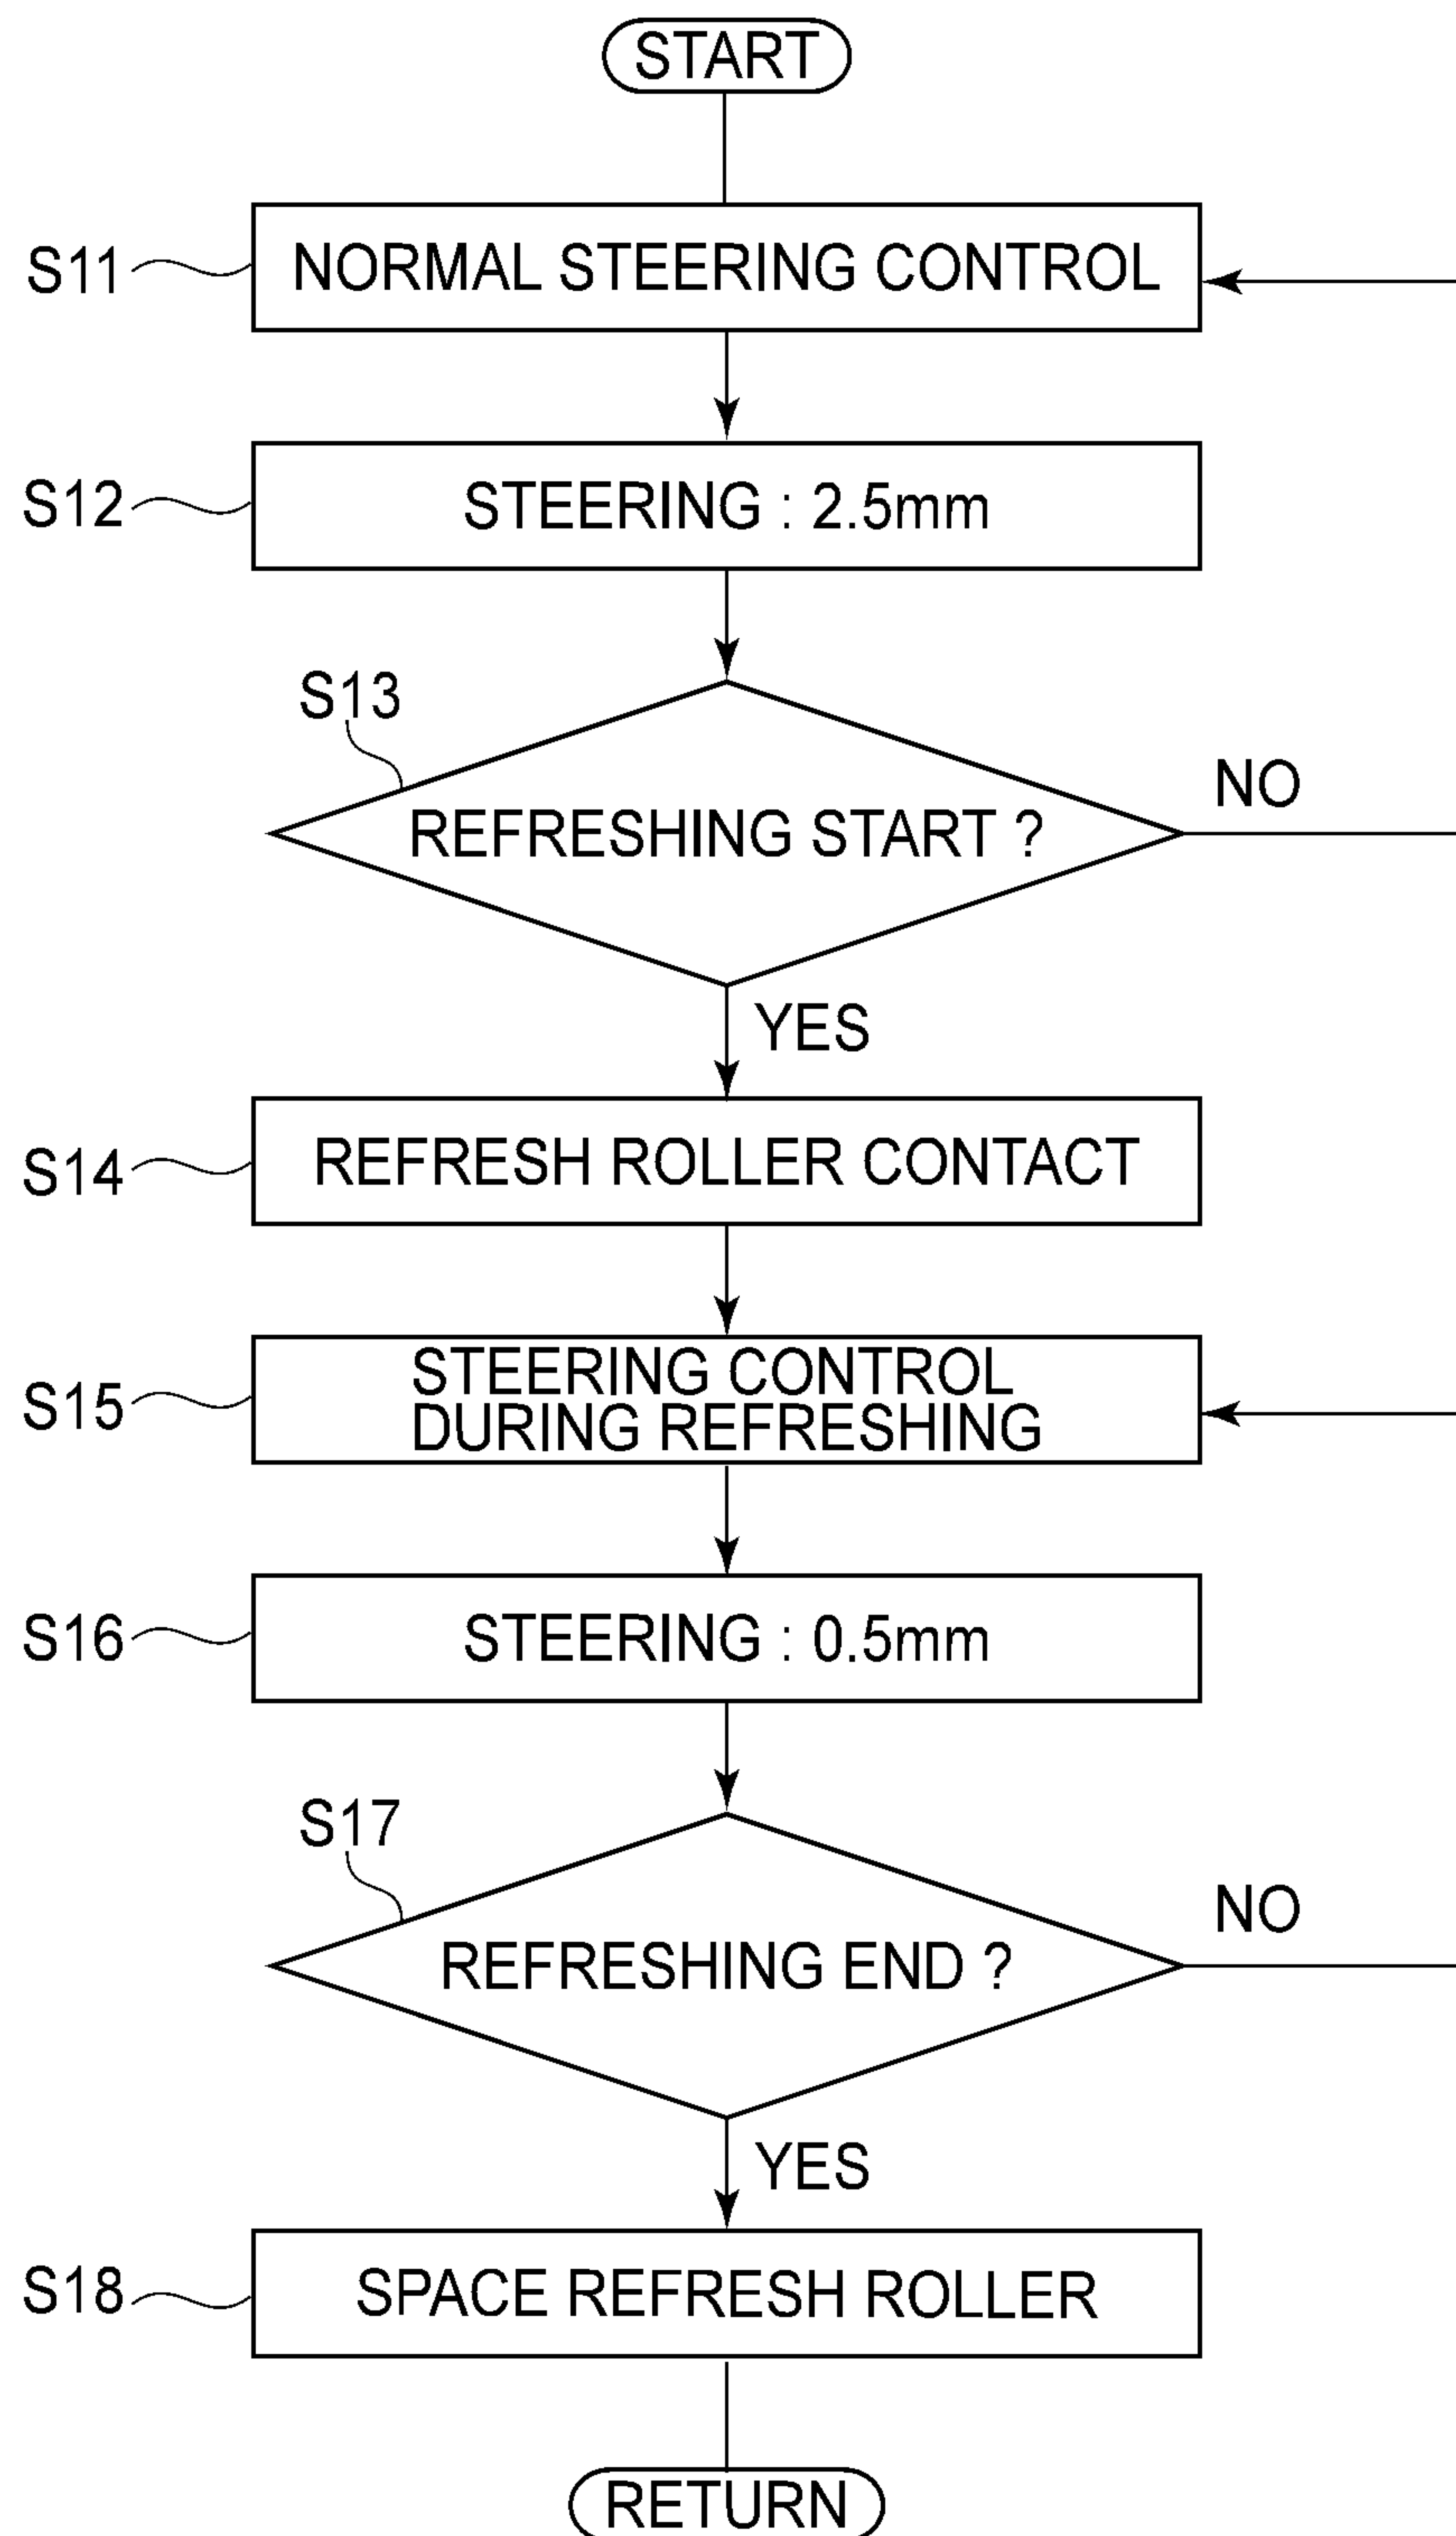 START
S11
NORMAL STEERING CONTROL
S12
STEERING : 2.5mm
S13
REFRESHING START ?
NO
YES
S14
REFRESH ROLLER CONTACT
S15
STEERING CONTROL
DURING REFRESHING
S16
STEERING : 0.5mm
S17
REFRESHING END ?
NO
YES
S18
SPACE REFRESH ROLLER
RETURN